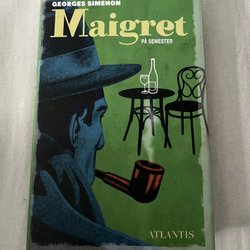 GEORGES SIMENON
Maigret
PÅ SEMESTER
ATLANTIS